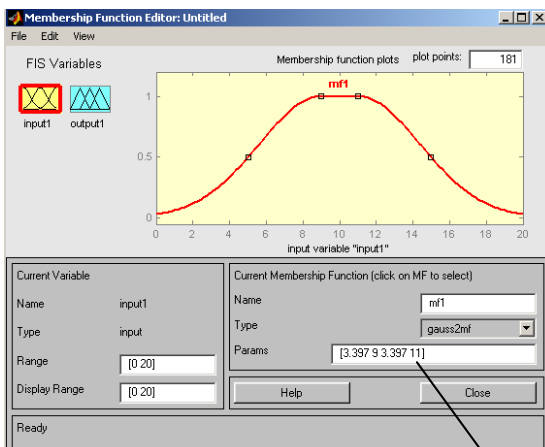 Membership Function Editor: Untitled
File Edit View
FIS Variables
Membership function plots plot points: 181
input1 output1
mf1
1
0.5
0
0 2 4 6 8 10 12 14 16 18 20
input variable "input1"
Current Variable
Name input1
Type input
Range [0 20]
Display Range [0 20]
Current Membership Function (click on MF to select)
Name mf1
Type gauss2mf
Params [3.397 9 3.397 11]
Help Close
Ready